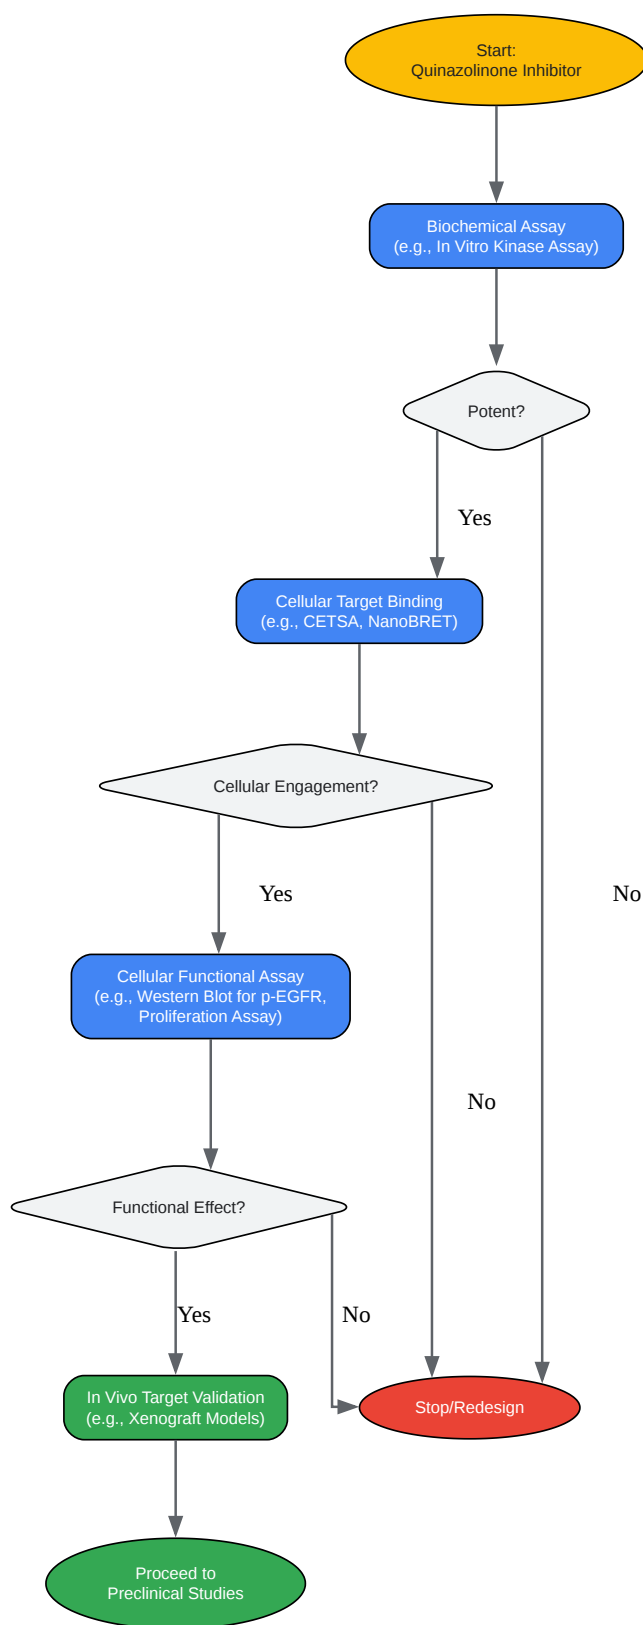 Start:
Quinazolinone Inhibitor
Biochemical Assay
(e.g., In Vitro Kinase Assay)
Potent?
Yes
Cellular Target Binding
(e.g., CETSA, NanoBRET)
Cellular Engagement?
Yes
No
Cellular Functional Assay
(e.g., Western Blot for p-EGFR,
Proliferation Assay)
No
Functional Effect?
Yes
No
In Vivo Target Validation
(e.g., Xenograft Models)
Stop/Redesign
Proceed to
Preclinical Studies